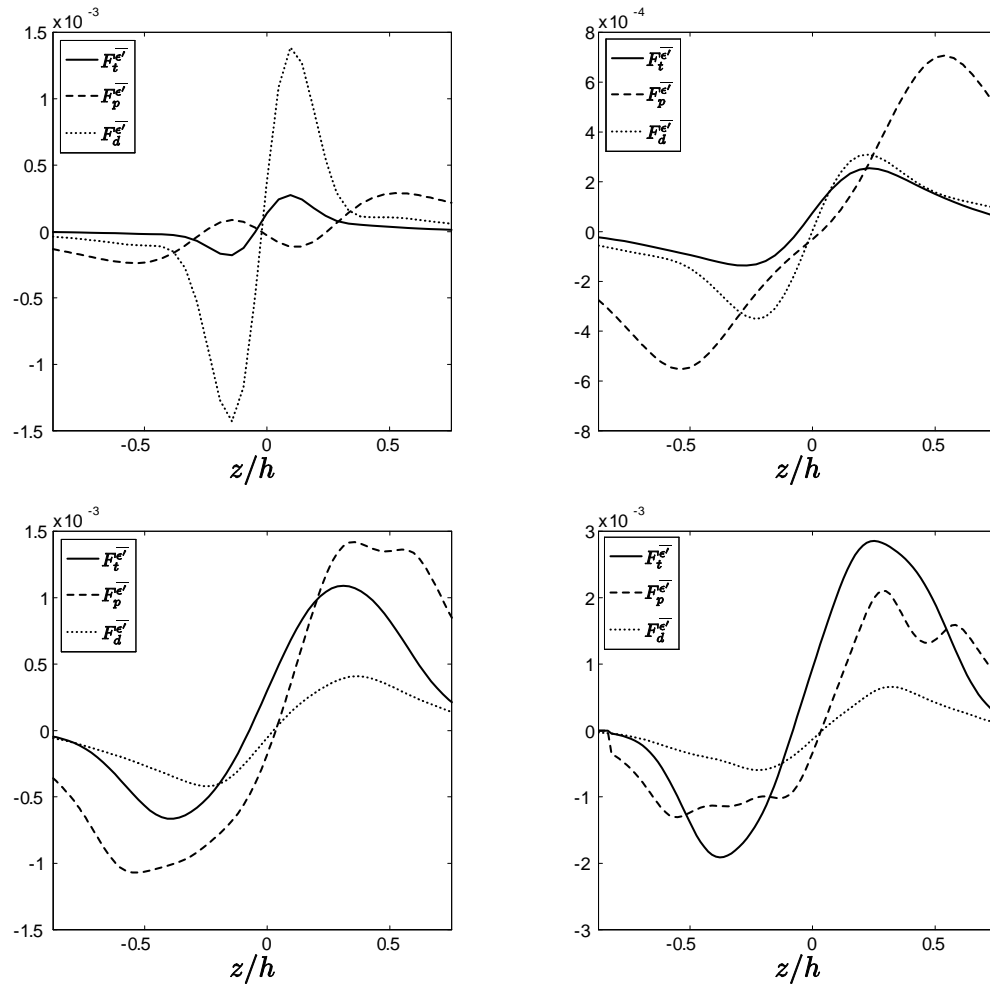 x 10 -3
1.5
1
0.5
0
-0.5
-1
-1.5
-0.5 0 0.5
z/h
F_t^{\overline{ϵ'}}
F_p^{\overline{ϵ'}}
F_d^{\overline{ϵ'}}
x 10 -4
8
6
4
2
0
-2
-4
-6
-8
-0.5 0 0.5
z/h
F_t^{\overline{ϵ'}}
F_p^{\overline{ϵ'}}
F_d^{\overline{ϵ'}}
x 10 -3
1.5
1
0.5
0
-0.5
-1
-1.5
-0.5 0 0.5
z/h
F_t^{\overline{ϵ'}}
F_p^{\overline{ϵ'}}
F_d^{\overline{ϵ'}}
x 10 -3
3
2
1
0
-1
-2
-3
-0.5 0 0.5
z/h
F_t^{\overline{ϵ'}}
F_p^{\overline{ϵ'}}
F_d^{\overline{ϵ'}}